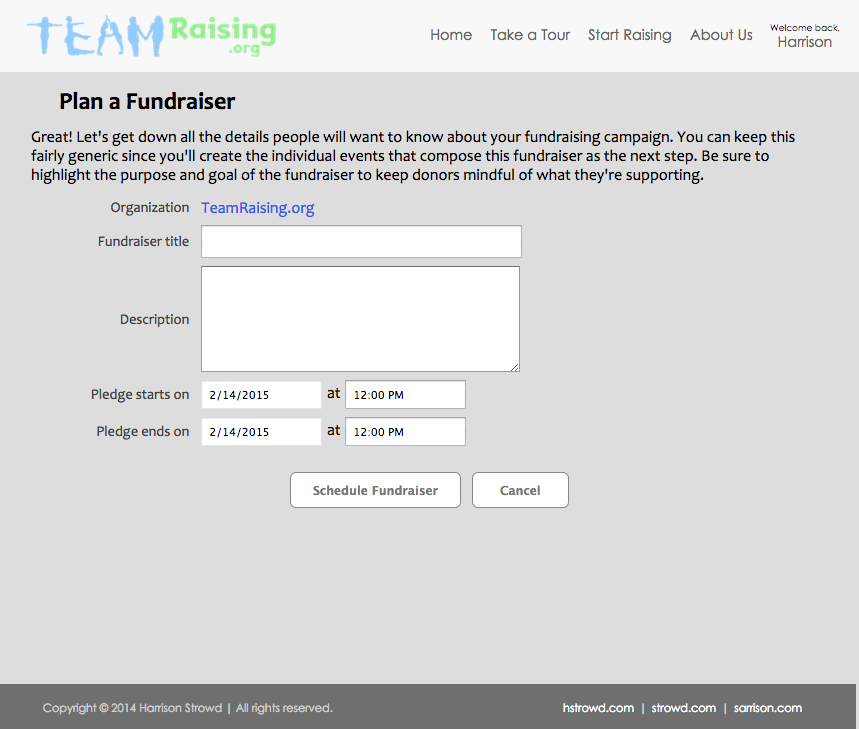 TEAM Raising
.org
Home Take a Tour Start Raising About Us
Welcome back,
Harrison
Plan a Fundraiser
Great! Let's get down all the details people will want to know about your fundraising campaign. You can keep this
fairly generic since you'll create the individual events that compose this fundraiser as the next step. Be sure to
highlight the purpose and goal of the fundraiser to keep donors mindful of what they're supporting.
Organization TeamRaising.org
Fundraiser title
Description
Pledge starts on 2/14/2015 at 12:00 PM
Pledge ends on 2/14/2015 at 12:00 PM
Schedule Fundraiser Cancel
Copyright © 2014 Harrison Strowd | All rights reserved. hstrowd.com | strowd.com | sarrison.com